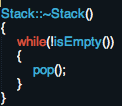 Stack::~Stack()
{
    while(!isEmpty())
    {
        pop();
    }
}